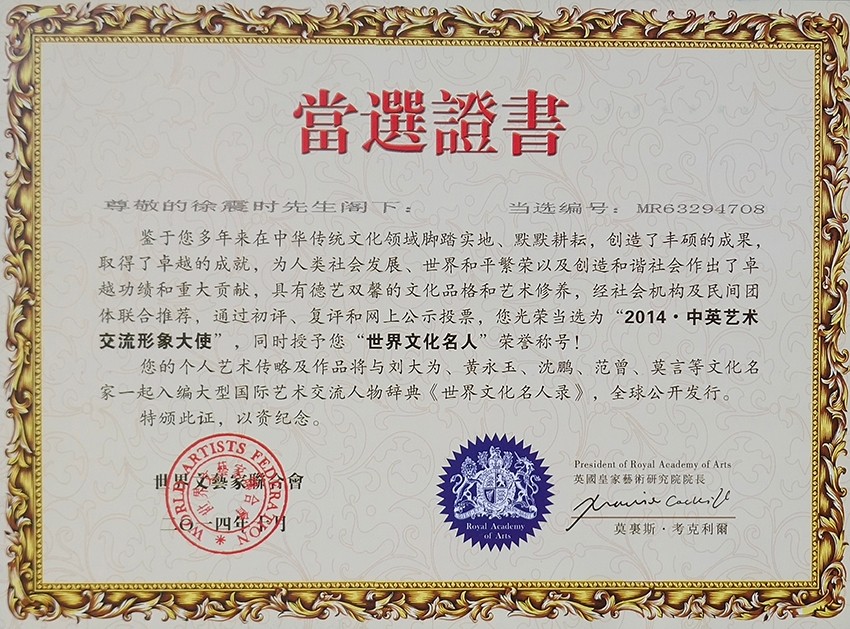 當選證書
尊敬的徐震时先生阁下：	当选编号：MR63294708
鉴于您多年来在中华传统文化领域脚踏实地、默默耕耘，创造了丰硕的成果，
取得了卓越的成就，为人类社会发展、世界和平繁荣以及创造和谐社会作出了卓
越功绩和重大贡献，具有德艺双馨的文化品格和艺术修养，经社会机构及民间团
体联合推荐，通过初评、复评和网上公示投票，您光荣当选为“2014·中英艺术
交流形象大使”，同时授予您“世界文化名人”荣誉称号！
您的个人艺术传略及作品将与刘大为、黄永玉、沈鹏、范曾、莫言等文化名
家一起入编大型国际艺术交流人物辞典《世界文化名人录》，全球公开发行。
特颁此证，以资纪念。
世界文藝家聯合會
四年 月
WORLD ARTISTS FEDERATION
Royal Academy
of Arts
President of Royal Academy of Arts
英國皇家藝術研究院院長
莫裏斯·考克利爾